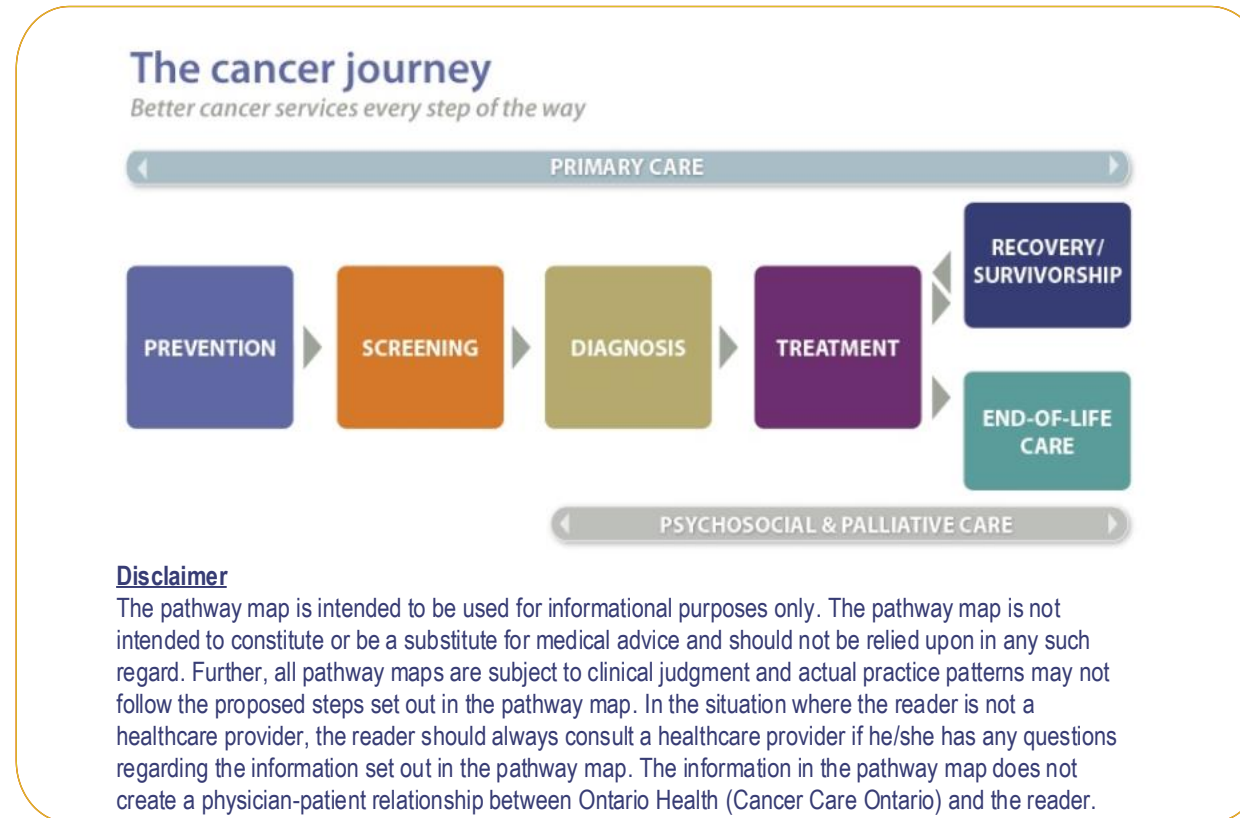 The cancer journey
Better cancer services every step of the way
PRIMARY CARE
PREVENTION
SCREENING
DIAGNOSIS
TREATMENT
RECOVERY/
SURVIVORSHIP
END-OF-LIFE
CARE
PSYCHOSOCIAL & PALLIATIVE CARE
Disclaimer
The pathway map is intended to be used for informational purposes only. The pathway map is not
intended to constitute or be a substitute for medical advice and should not be relied upon in any such
regard. Further, all pathway maps are subject to clinical judgment and actual practice patterns may not
follow the proposed steps set out in the pathway map. In the situation where the reader is not a
healthcare provider, the reader should always consult a healthcare provider if he/she has any questions
regarding the information set out in the pathway map. The information in the pathway map does not
create a physician-patient relationship between Ontario Health (Cancer Care Ontario) and the reader.